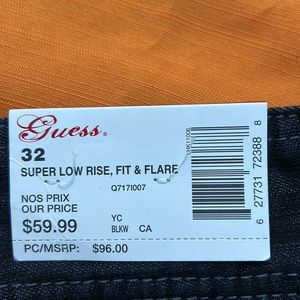 Guess.
32
SUPER LOW RISE, FIT & FLARE
Q717I007
NOS PRIX
OUR PRICE
$59.99
YC
BLKW CA
PC/MSRP: $96.00
6 27731 72388 8